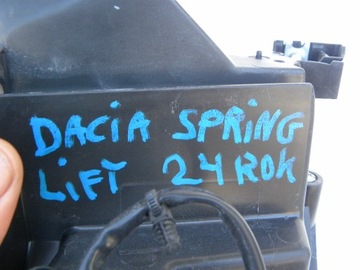 DACiA SPRiNG
LiFT 24 ROK